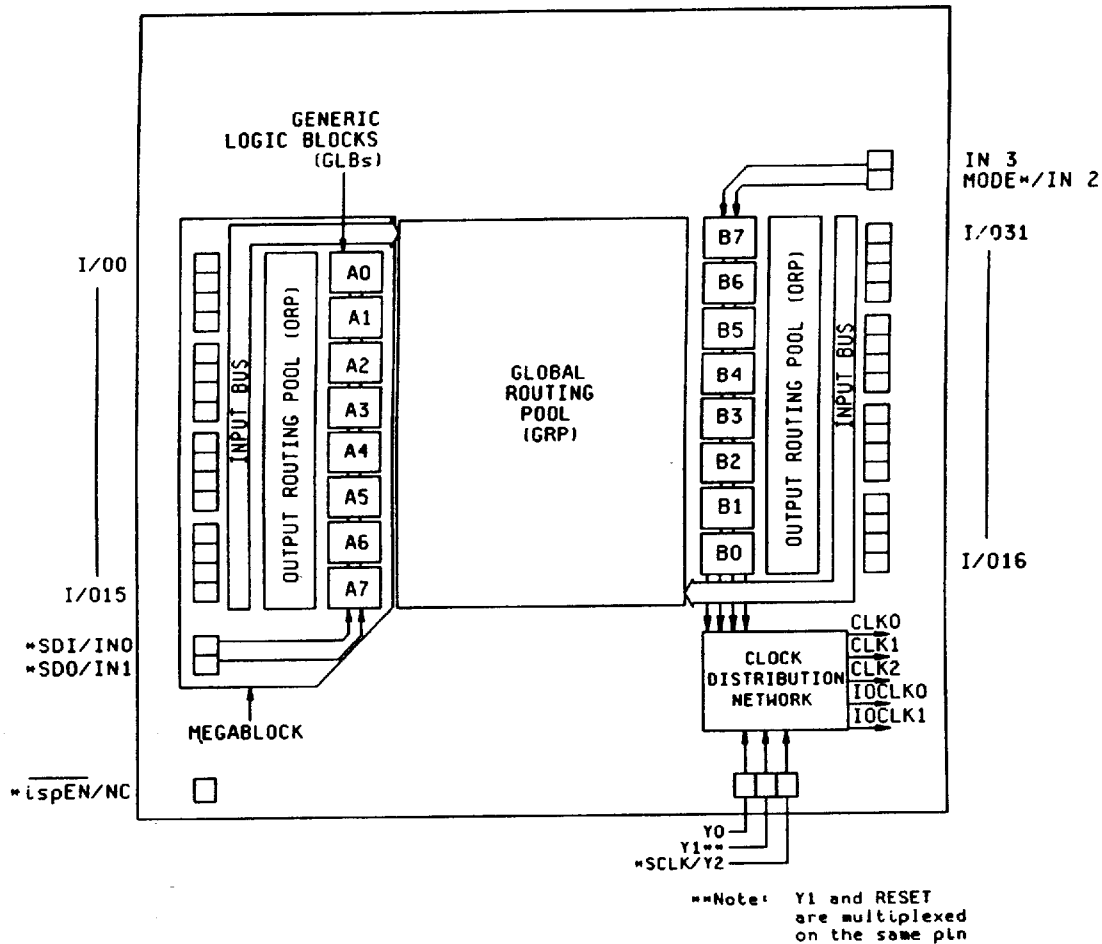 GENERIC
LOGIC BLOCKS
(GLBs)
IN 3
MODE*/IN 2
I/O0
I/O15
*SDI/IN0
*SDO/IN1
INPUT BUS
OUTPUT ROUTING POOL (ORP)
A0
A1
A2
A3
A4
A5
A6
A7
GLOBAL
ROUTING
POOL
(GRP)
B7
B6
B5
B4
B3
B2
B1
B0
OUTPUT ROUTING POOL (ORP)
INPUT BUS
I/O31
I/O16
CLOCK
DISTRIBUTION
NETWORK
CLK0
CLK1
CLK2
IOCLK0
IOCLK1
MEGABLOCK
*ispEN/NC
Y0
Y1**
*SCLK/Y2
**Note: Y1 and RESET
are multiplexed
on the same pin